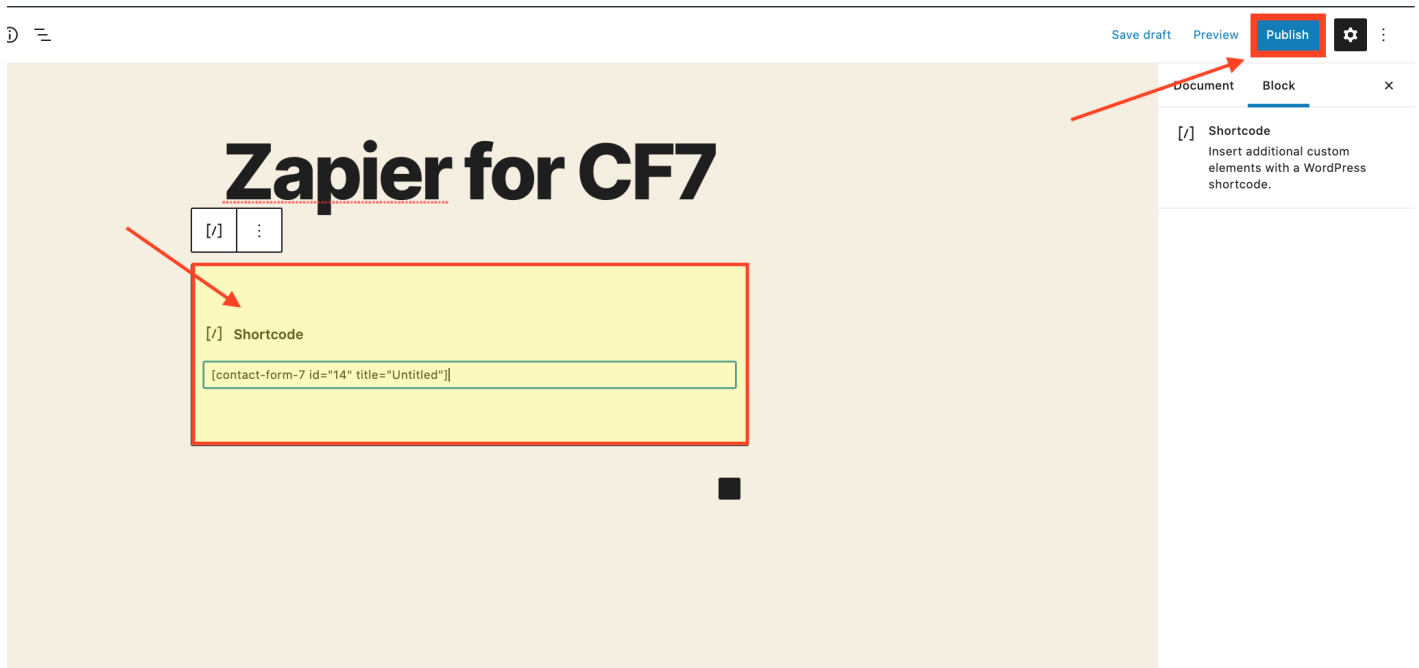 Save draft Preview Publish
Document Block ×
Zapier for CF7
[/] Shortcode
Insert additional custom
elements with a WordPress
shortcode.
[/]
[/] Shortcode
[contact-form-7 id="14" title="Untitled"]